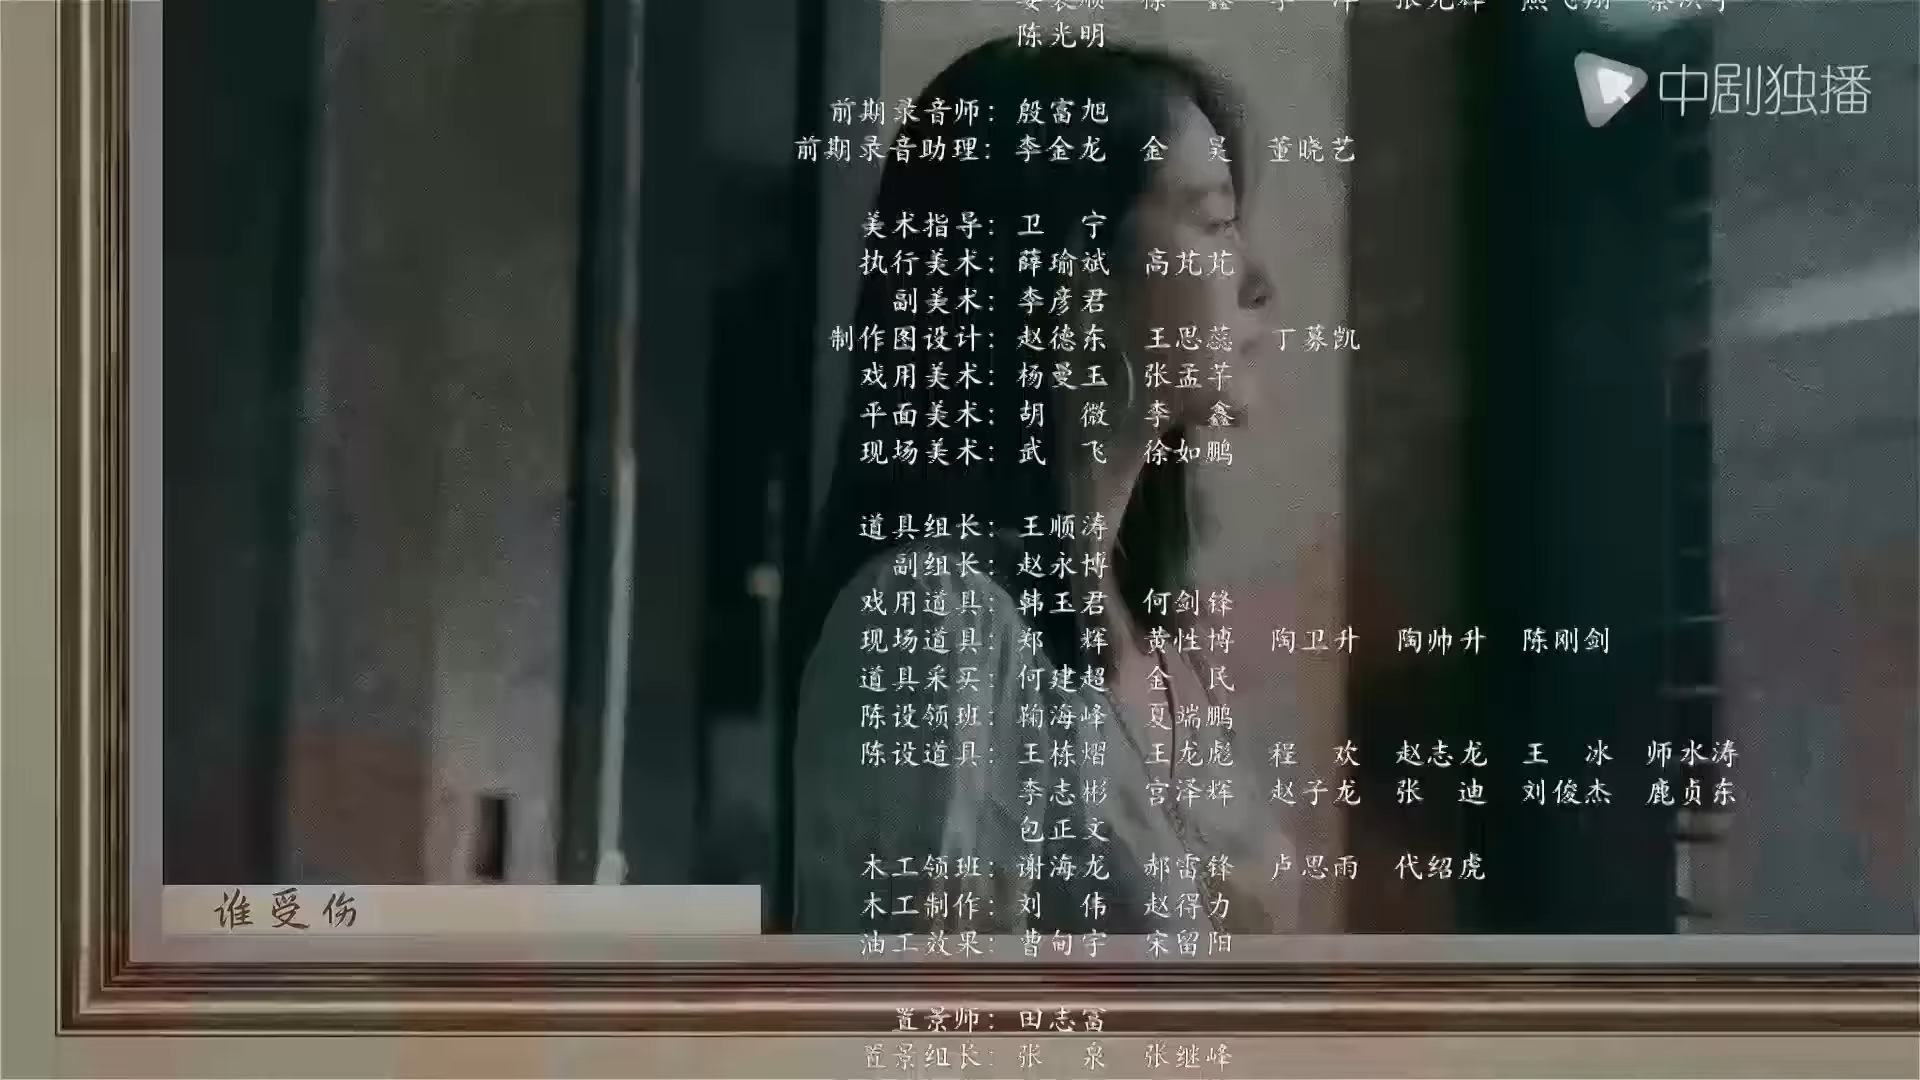 陈光明
中剧独播
前期录音师：殷富旭
前期录音助理：李金龙 金 吴 董晓艺
美术指导：卫 宁
执行美术：薛瑜斌 高芃芃
副美术：李彦君
制作图设计：赵德东 王思蕊 丁募凯
戏用美术：杨曼玉 张孟芊
平面美术：胡 微 李 鑫
现场美术：武 飞 徐如鹏
道具组长：王顺涛
副组长：赵永博
戏用道具：韩玉君 何剑锋
现场道具：郑 辉 黄性博 陶卫升 陶帅升 陈刚剑
道具采买：何建超 金 民
陈设领班：鞠海峰 夏端鹏
陈设道具：王栋熠 王龙彪 程 欢 赵志龙 王 冰 师水涛
李志彬 宫泽辉 赵子龙 张 迪 刘俊杰 鹿贞东
包正文
木工领班：谢海龙 郝雷锋 卢思雨 代绍虎
木工制作：刘 伟 赵得力
谁受伤
油工效果：曹甸宇 宋留阳
置景师：田志富
置景组长：张 泉 张继峰